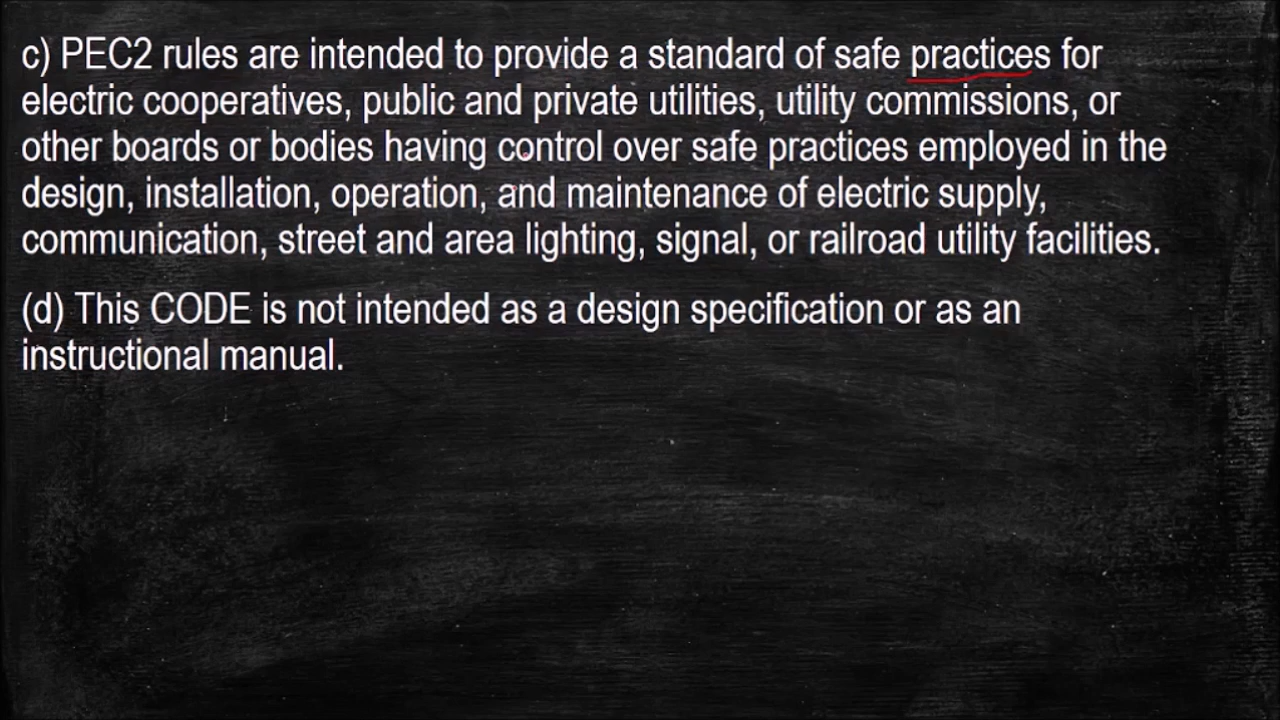 c) PEC2 rules are intended to provide a standard of safe practices for
electric cooperatives, public and private utilities, utility commissions, or
other boards or bodies having control over safe practices employed in the
design, installation, operation, and maintenance of electric supply,
communication, street and area lighting, signal, or railroad utility facilities.
(d) This CODE is not intended as a design specification or as an
instructional manual.